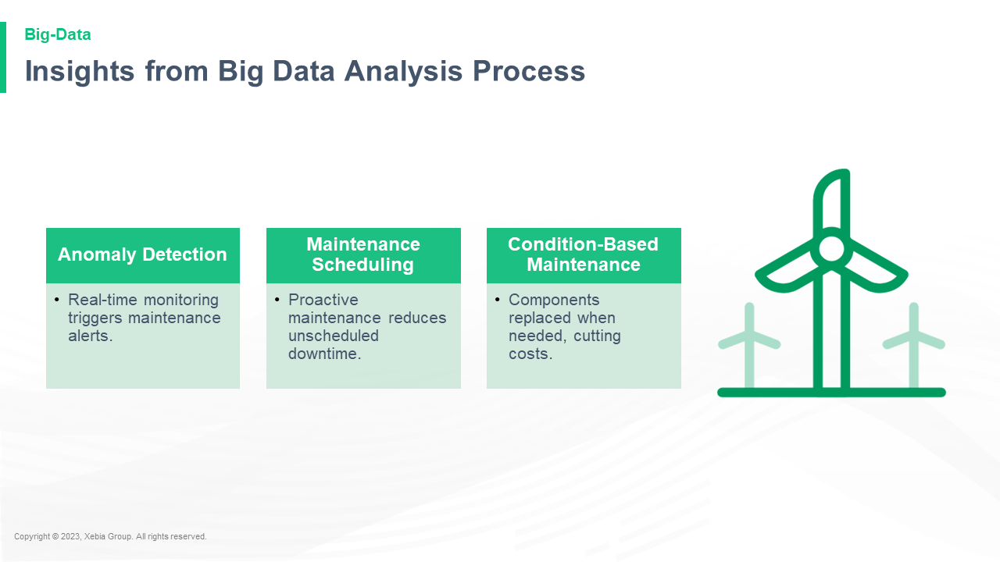 Big-Data
Insights from Big Data Analysis Process
Anomaly Detection
• Real-time monitoring
triggers maintenance
alerts.
Maintenance
Scheduling
• Proactive
maintenance reduces
unscheduled
downtime.
Condition-Based
Maintenance
• Components
replaced when
needed, cutting
costs.
Copyright © 2023, Xebia Group. All rights reserved.